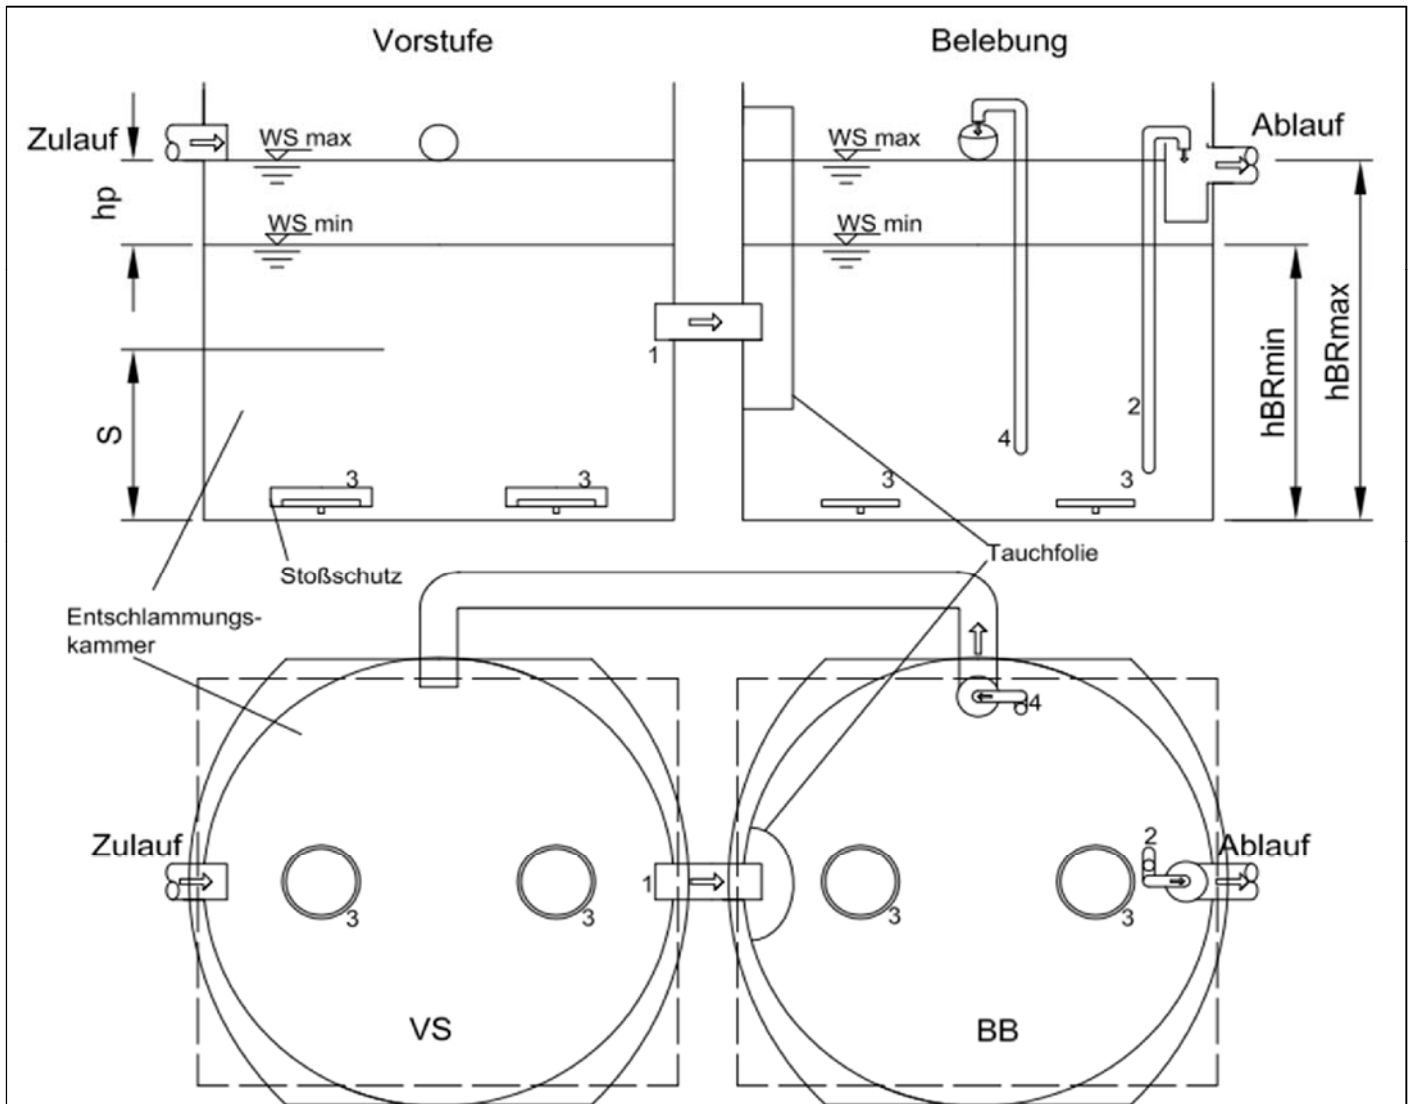 Vorstufe
Belebung
Zulauf
WS max
WS max
Ablauf
hp
WS min
WS min
1
hBRmin
hBRmax
S
4
2
3
3
3
3
Stoßschutz
Tauchfolie
Entschlammungs-
kammer
4
Zulauf
2
Ablauf
1
3
3
3
3
VS
BB